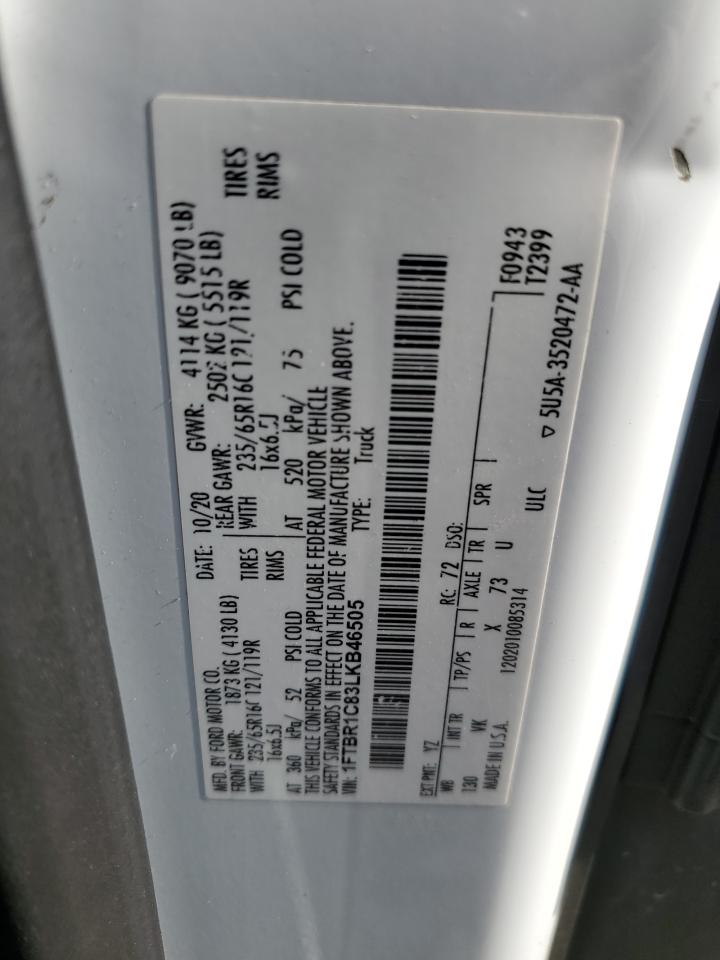 MFD. BY FORD MOTOR CO.
DATE: 10/20 GVWR: 4114 KG ( 9070 LB)
FRONT GAWR: 1873 KG ( 4130 LB)
REAR GAWR: 2502 KG ( 5515 LB)
WITH 235/65R16C 121/119R TIRES
WITH 235/65R16C 121/119R TIRES
16x6.5J RIMS
16x6.5J RIMS
AT 360 kPa/ 52 PSI COLD
AT 520 kPa/ 75 PSI COLD
THIS VEHICLE CONFORMS TO ALL APPLICABLE FEDERAL MOTOR VEHICLE
SAFETY STANDARDS IN EFFECT ON THE DATE OF MANUFACTURE SHOWN ABOVE.
VIN: 1FTBR1C83LKB46505
TYPE: Truck
F0943
T2399
EXT PNT: YZ RC: 72 DSO:
WB INT TR TP/PS R AXLE TR SPR
130 VK X 73 U
▽ 5U5A-3520472-AA
MADE IN U.S.A. 1202010085314 ULC